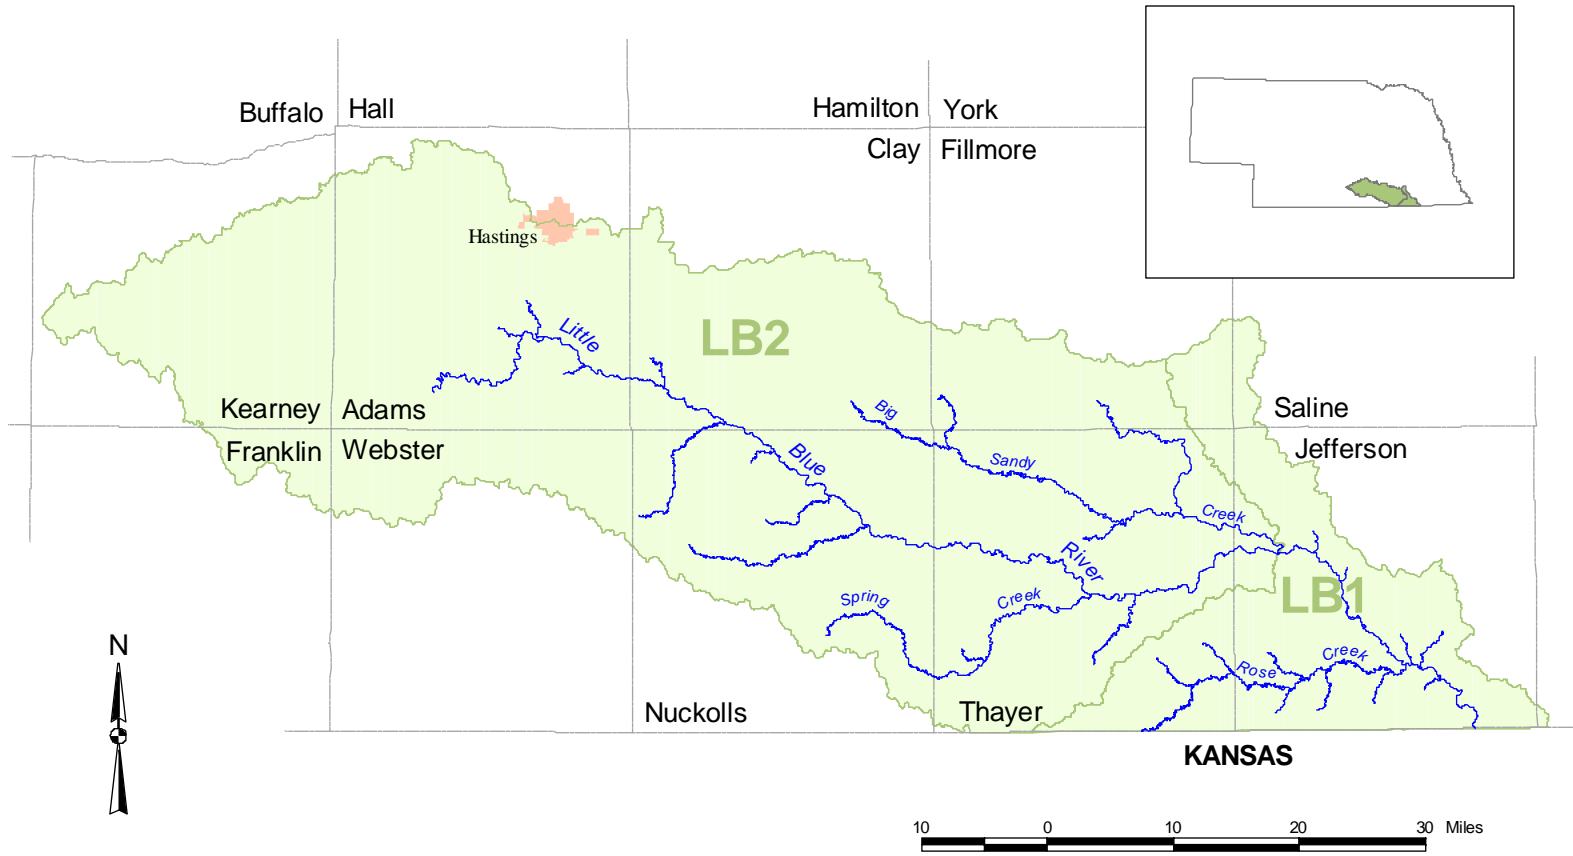 Buffalo
Hall
Hamilton
York
Clay
Fillmore
Hastings
Little
LB2
Kearney
Adams
Big
Saline
Franklin
Webster
Blue
Sandy
Jefferson
Creek
River
Spring
Creek
LB1
Rose
Creek
N
Nuckolls
Thayer
KANSAS
10 0 10 20 30 Miles